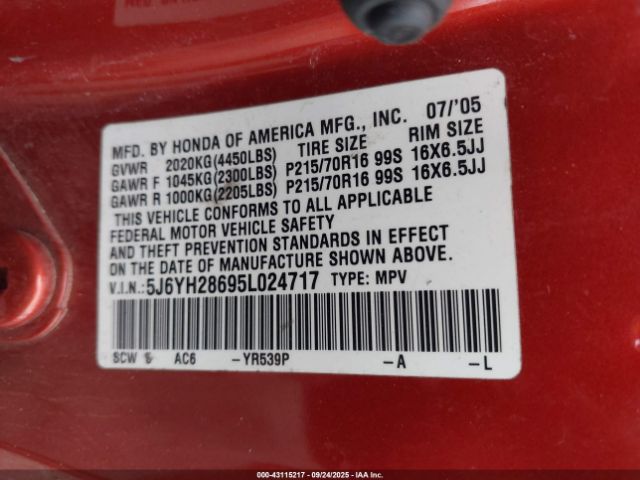 MFD. BY HONDA OF AMERICA MFG., INC. 07/'05
GVWR 2020KG(4450LBS) TIRE SIZE RIM SIZE
GAWR F 1045KG(2300LBS) P215/70R16 99S 16X6.5JJ
GAWR R 1000KG(2205LBS) P215/70R16 99S 16X6.5JJ
THIS VEHICLE CONFORMS TO ALL APPLICABLE
FEDERAL MOTOR VEHICLE SAFETY
AND THEFT PREVENTION STANDARDS IN EFFECT
ON THE DATE OF MANUFACTURE SHOWN ABOVE.
V.I.N.: 5J6YH28695L024717 TYPE: MPV
SCW AC6 -YR539P -A -L
000-43115217 - 09/24/2025 - IAAI.COM